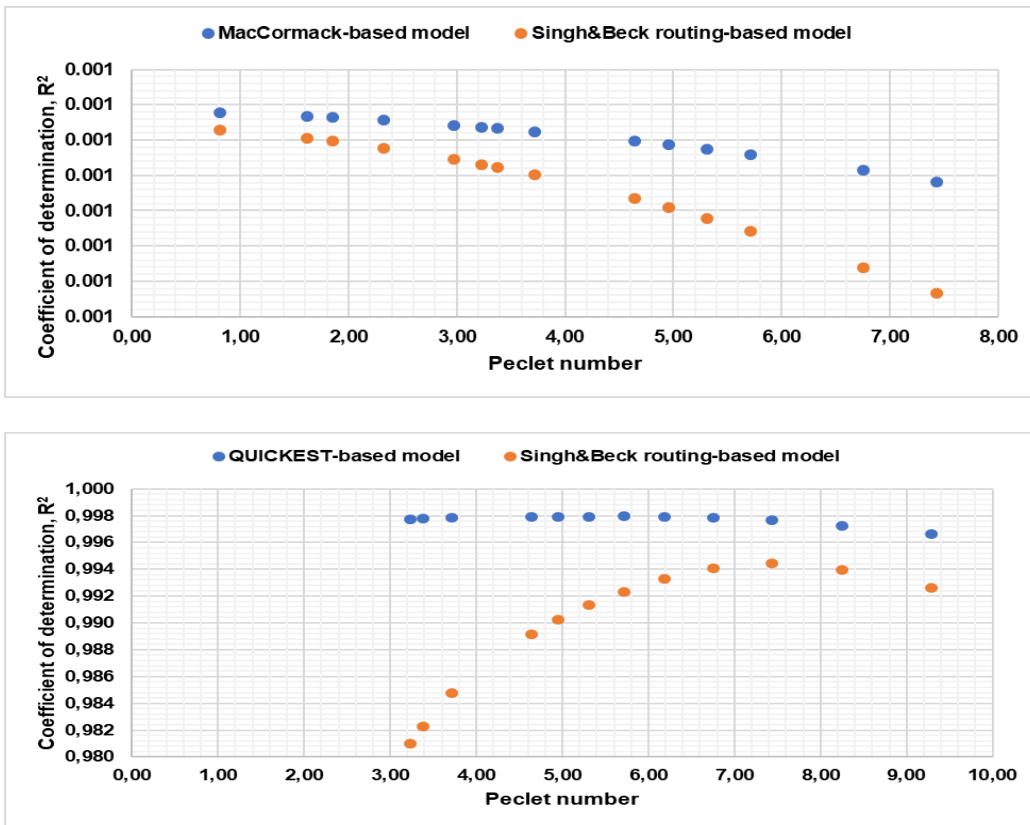 MacCormack-based model Singh&Beck routing-based model
Coefficient of determination, R²
0.001
0.001
0.001
0.001
0.001
0.001
0.001
0.001
0,00 1,00 2,00 3,00 4,00 5,00 6,00 7,00 8,00
Peclet number
QUICKEST-based model Singh&Beck routing-based model
Coefficient of determination, R²
1,000
0,998
0,996
0,994
0,992
0,990
0,988
0,986
0,984
0,982
0,980
0,00 1,00 2,00 3,00 4,00 5,00 6,00 7,00 8,00 9,00 10,00
Peclet number